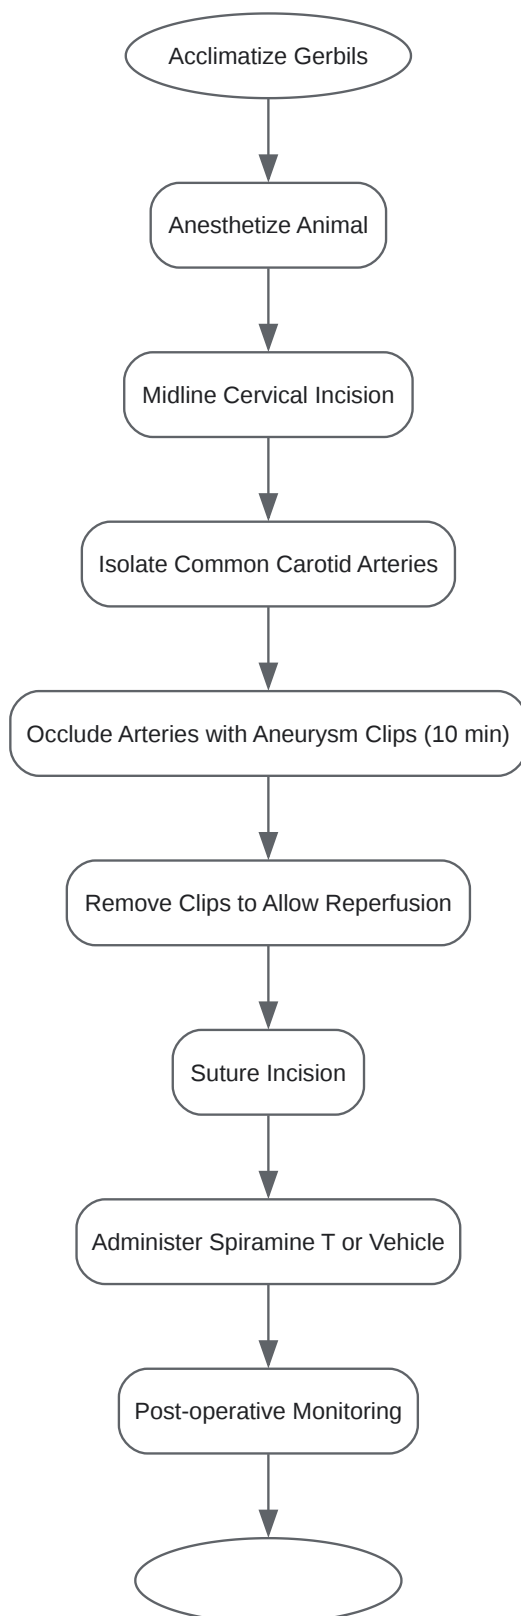 Acclimatize Gerbils
Anesthetize Animal
Midline Cervical Incision
Isolate Common Carotid Arteries
Occlude Arteries with Aneurysm Clips (10 min)
Remove Clips to Allow Reperfusion
Suture Incision
Administer Spiramine T or Vehicle
Post-operative Monitoring